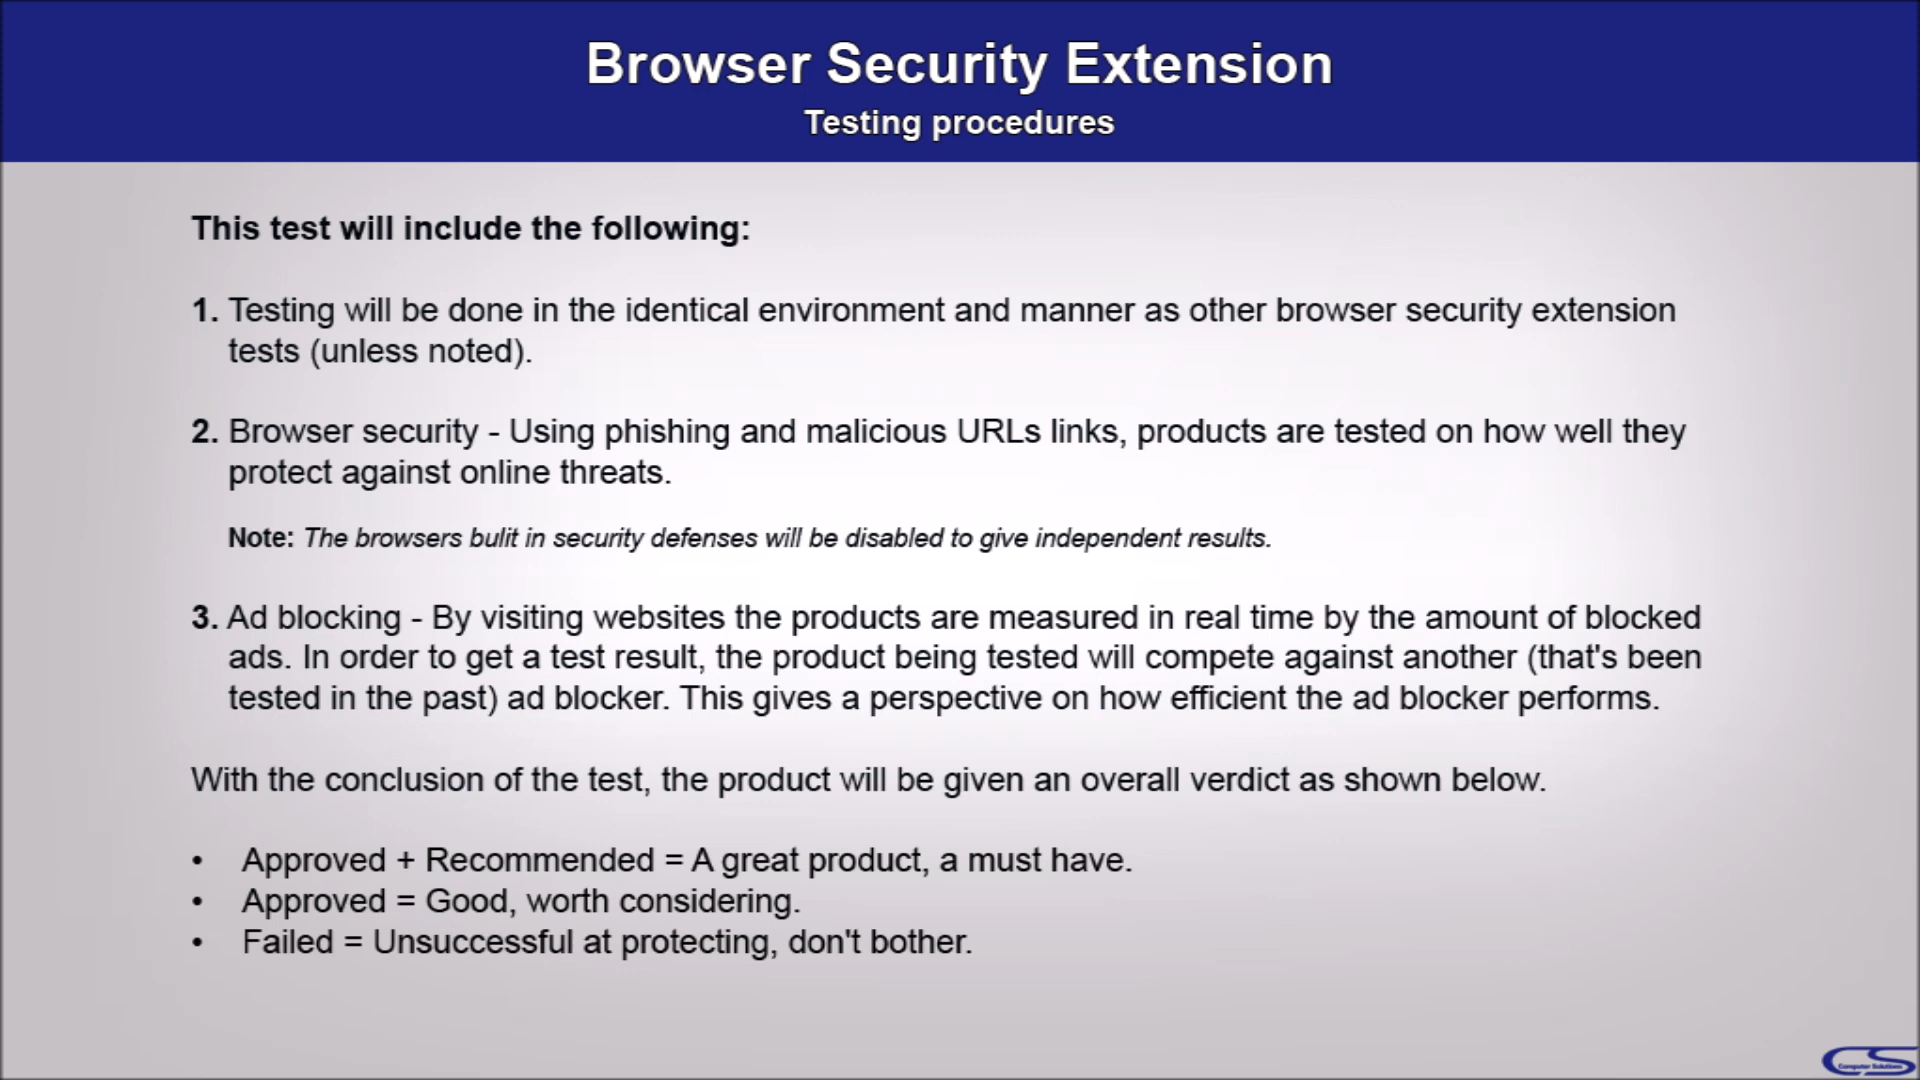 Browser Security Extension
Testing procedures
This test will include the following:
1. Testing will be done in the identical environment and manner as other browser security extension
tests (unless noted).
2. Browser security - Using phishing and malicious URLs links, products are tested on how well they
protect against online threats.
Note: The browsers bulit in security defenses will be disabled to give independent results.
3. Ad blocking - By visiting websites the products are measured in real time by the amount of blocked
ads. In order to get a test result, the product being tested will compete against another (that's been
tested in the past) ad blocker. This gives a perspective on how efficient the ad blocker performs.
With the conclusion of the test, the product will be given an overall verdict as shown below.
• Approved + Recommended = A great product, a must have.
• Approved = Good, worth considering.
• Failed = Unsuccessful at protecting, don't bother.
CS
Computer Solutions